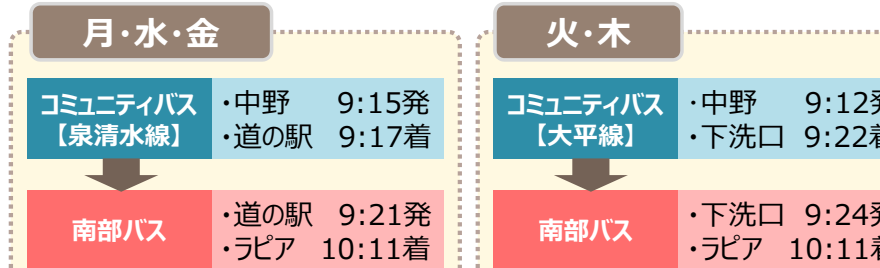 月・水・金
コミュニティバス
【泉清水線】
・中野 9:15発
・道の駅 9:17着
南部バス
・道の駅 9:21発
・ラピア 10:11着
火・木
コミュニティバス
【大平線】
・中野 9:12発
・下洗口 9:22着
南部バス
・下洗口 9:24発
・ラピア 10:11着